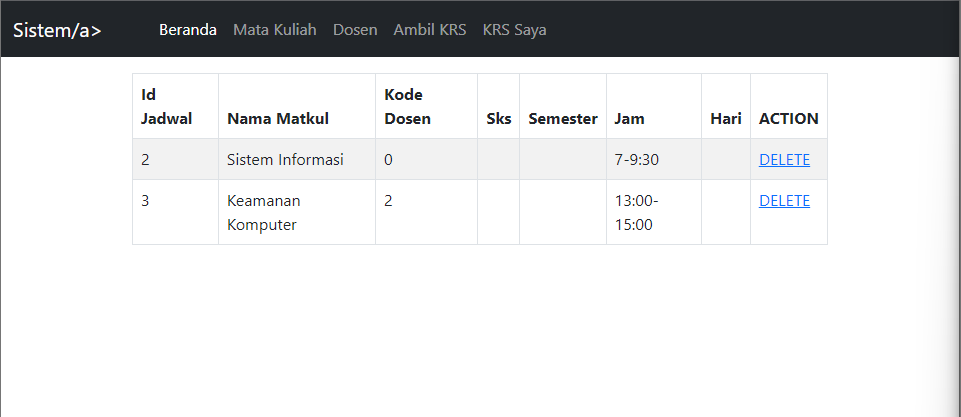 Sistem/a> Beranda Mata Kuliah Dosen Ambil KRS KRS Saya
Id Jadwal Nama Matkul Kode Dosen Sks Semester Jam Hari ACTION
2 Sistem Informasi 0 7-9:30 DELETE
3 Keamanan Komputer 2 13:00-15:00 DELETE